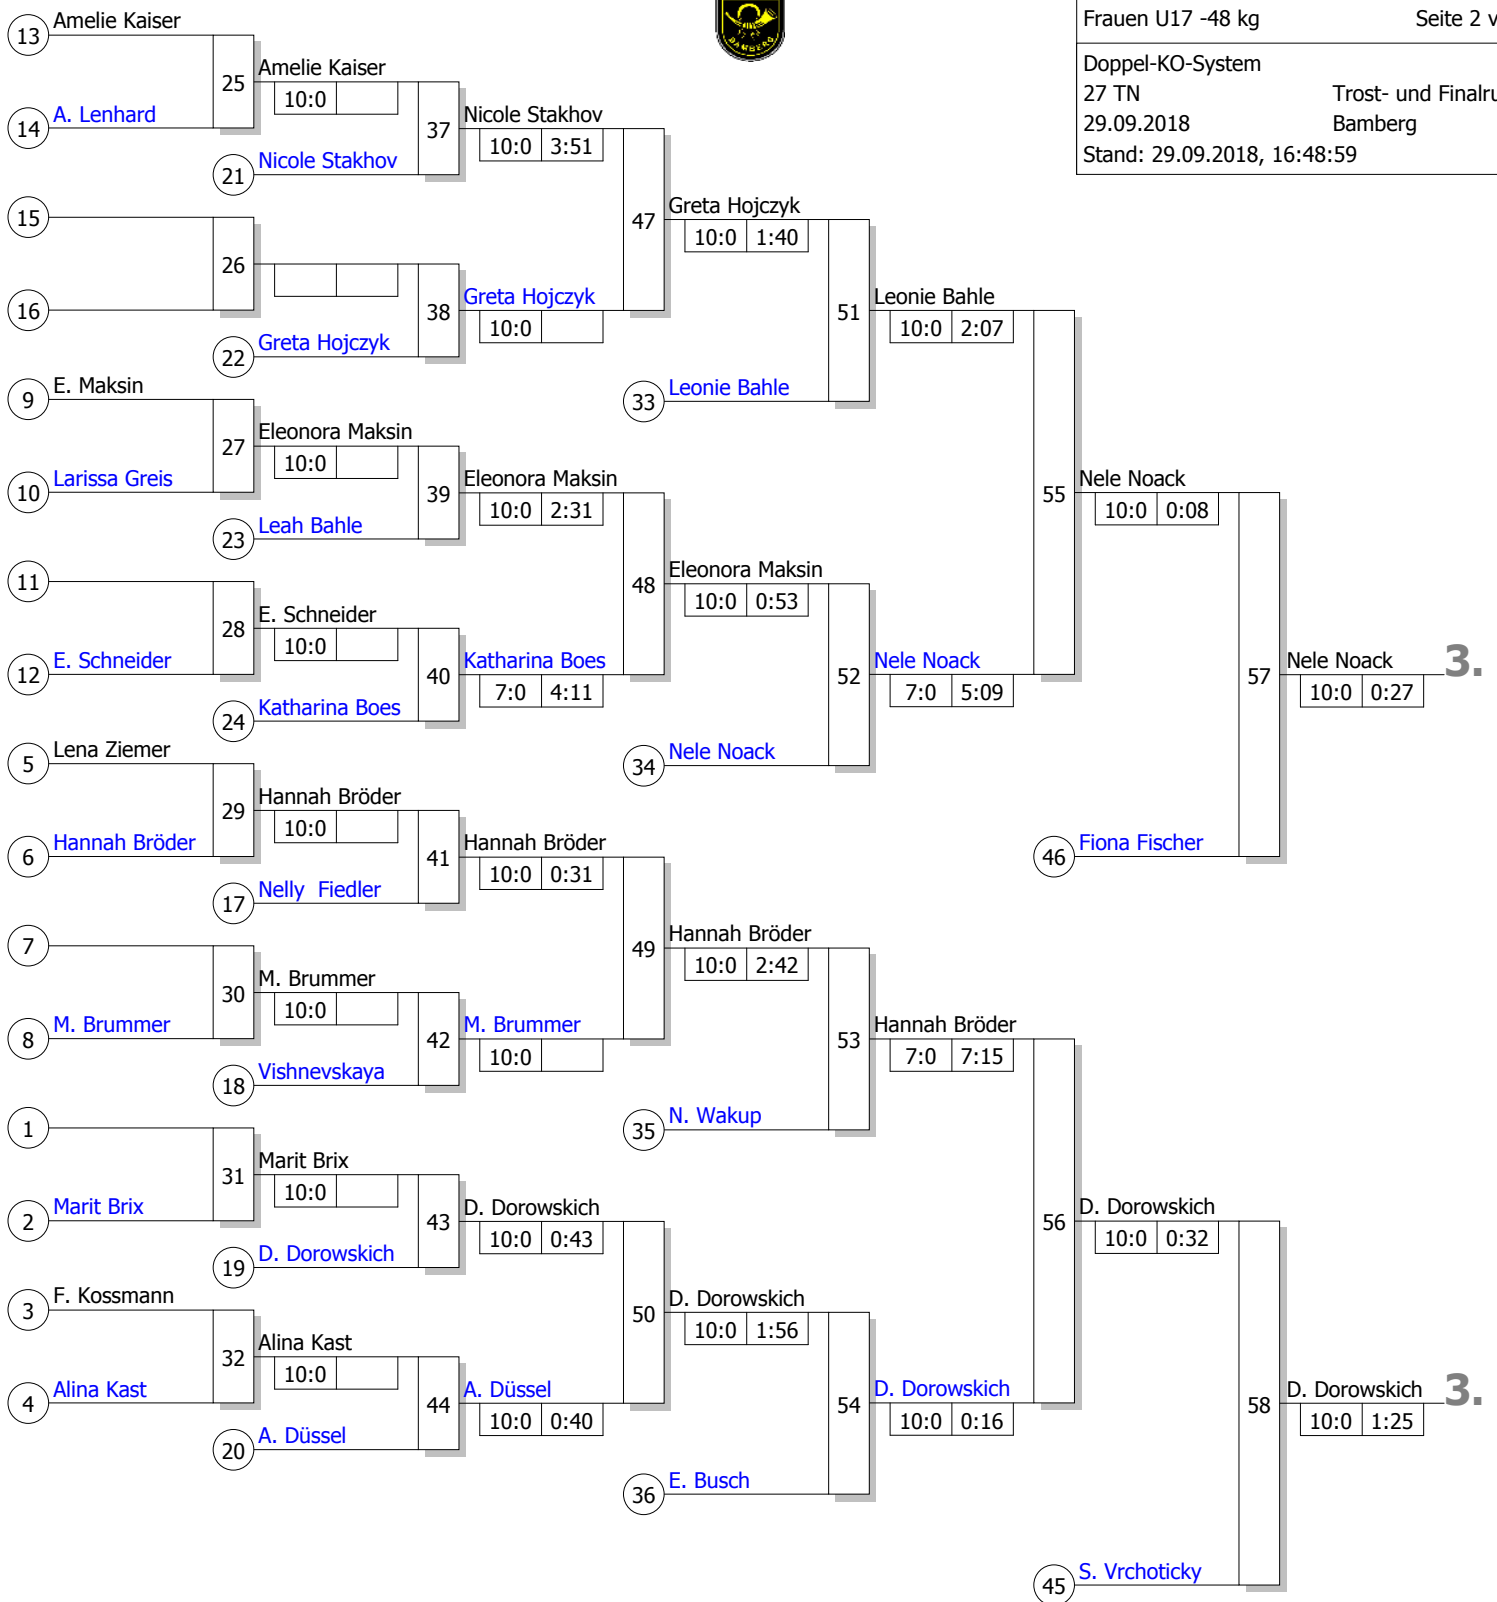 BAMBERG
Frauen U17 -48 kg Seite 2 v
Doppel-KO-System
27 TN Trost- und Finalru
29.09.2018 Bamberg
Stand: 29.09.2018, 16:48:59
13 Amelie Kaiser
25 Amelie Kaiser
10:0
14 A. Lenhard
37 Nicole Stakhov
10:0 3:51
21 Nicole Stakhov
15
47 Greta Hojczyk
10:0 1:40
26
16
38 Greta Hojczyk
10:0
22 Greta Hojczyk
51 Leonie Bahle
10:0 2:07
33 Leonie Bahle
9 E. Maksin
27 Eleonora Maksin
10:0
10 Larissa Greis
39 Eleonora Maksin
10:0 2:31
23 Leah Bahle
55 Nele Noack
10:0 0:08
11
48 Eleonora Maksin
10:0 0:53
28 E. Schneider
10:0
12 E. Schneider
40 Katharina Boes
7:0 4:11
24 Katharina Boes
52 Nele Noack
7:0 5:09
57 Nele Noack 3.
10:0 0:27
34 Nele Noack
5 Lena Ziemer
29 Hannah Bröder
10:0
6 Hannah Bröder
41 Hannah Bröder
10:0 0:31
46 Fiona Fischer
17 Nelly Fiedler
7
49 Hannah Bröder
10:0 2:42
30 M. Brummer
10:0
8 M. Brummer
42 M. Brummer
10:0
53 Hannah Bröder
7:0 7:15
18 Vishnevskaya
35 N. Wakup
1
31 Marit Brix
10:0
2 Marit Brix
43 D. Dorowskich
10:0 0:43
56 D. Dorowskich
10:0 0:32
19 D. Dorowskich
3 F. Kossmann
50 D. Dorowskich
10:0 1:56
32 Alina Kast
10:0
4 Alina Kast
44 A. Düssel
10:0 0:40
54 D. Dorowskich
10:0 0:16
58 D. Dorowskich 3.
10:0 1:25
20 A. Düssel
36 E. Busch
45 S. Vrchoticky